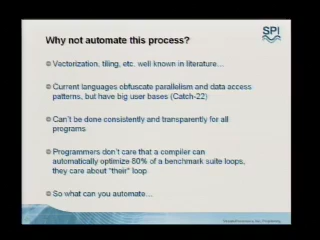 SPI
Why not automate this process?
Vectorization, tiling, etc. well known in literature…
Current languages obfuscate parallelism and data access
patterns, but have big user bases (Catch-22)
Can't be done consistently and transparently for all
programs
Programmers don't care that a compiler can
automatically optimize 80% of a benchmark suite loops,
they care about "their" loop
So what can you automate…